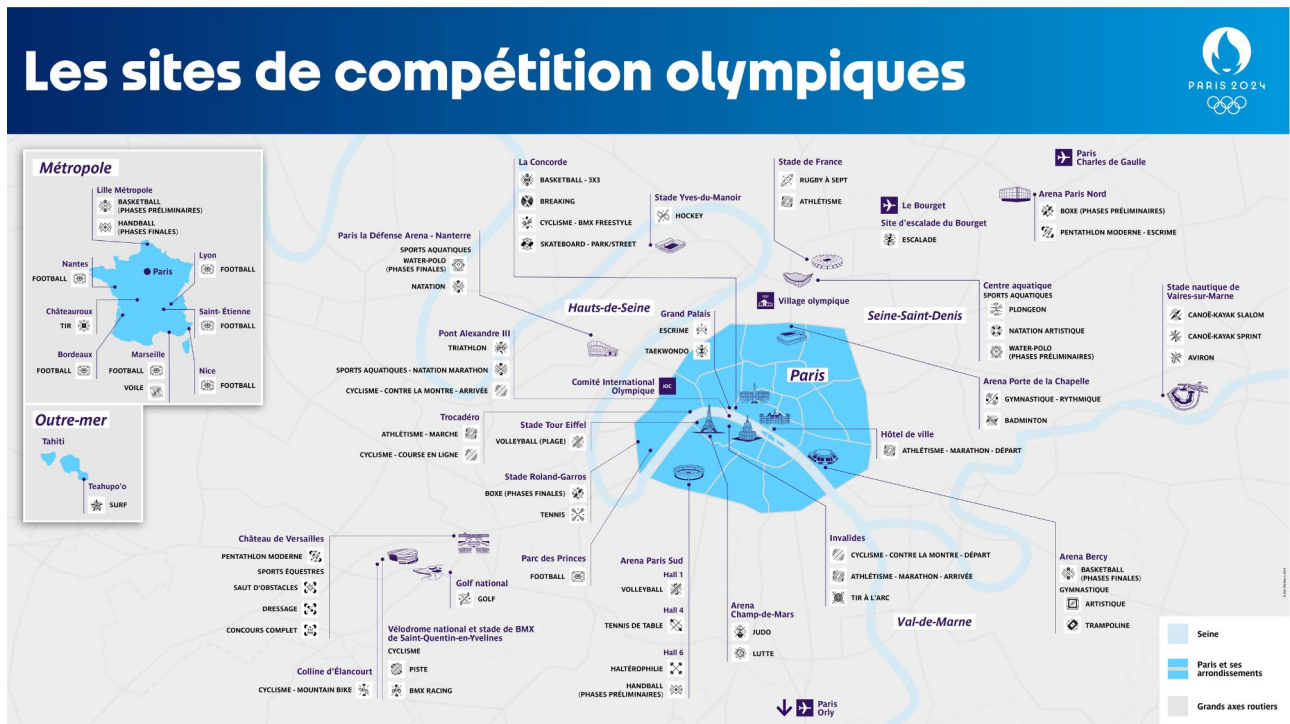 Les sites de compétition olympiques
PARIS 2024
Métropole
Lille Métropole
BASKETBALL
(PHASES PRÉLIMINAIRES)
HANDBALL
(PHASES FINALES)
Nantes
FOOTBALL
Paris
Lyon
FOOTBALL
Châteauroux
TIR
Saint- Étienne
FOOTBALL
Bordeaux
FOOTBALL
Marseille
FOOTBALL
VOILE
Nice
FOOTBALL
Outre-mer
Tahiti
Teahupo'o
SURF
La Concorde
BASKETBALL - 3X3
BREAKING
CYCLISME - BMX FREESTYLE
SKATEBOARD - PARK/STREET
Stade Yves-du-Manoir
HOCKEY
Stade de France
RUGBY À SEPT
ATHLÉTISME
Le Bourget
Site d'escalade du Bourget
ESCALADE
Paris
Charles de Gaulle
Arena Paris Nord
BOXE (PHASES PRÉLIMINAIRES)
PENTATHLON MODERNE - ESCRIME
Paris la Défense Arena - Nanterre
SPORTS AQUATIQUES
WATER-POLO
(PHASES FINALES)
NATATION
Hauts-de-Seine
Village olympique
Seine-Saint-Denis
Centre aquatique
SPORTS AQUATIQUES
PLONGEON
NATATION ARTISTIQUE
WATER-POLO
(PHASES PRÉLIMINAIRES)
Stade nautique de
Vaires-sur-Marne
CANOË-KAYAK SLALOM
CANOË-KAYAK SPRINT
AVIRON
Grand Palais
ESCRIME
TAEKWONDO
Pont Alexandre III
TRIATHLON
SPORTS AQUATIQUES - NATATION MARATHON
CYCLISME - CONTRE LA MONTRE - ARRIVÉE
Comité International
Olympique
IOC
Paris
Arena Porte de la Chapelle
GYMNASTIQUE - RYTHMIQUE
BADMINTON
Trocadéro
ATHLÉTISME - MARCHE
CYCLISME - COURSE EN LIGNE
Stade Tour Eiffel
VOLLEYBALL (PLAGE)
Hôtel de ville
ATHLÉTISME - MARATHON - DÉPART
Stade Roland-Garros
BOXE (PHASES FINALES)
TENNIS
Château de Versailles
PENTATHLON MODERNE
SPORTS ÉQUESTRES
SAUT D'OBSTACLES
DRESSAGE
CONCOURS COMPLET
Golf national
GOLF
Parc des Princes
FOOTBALL
Arena Paris Sud
Hall 1
VOLLEYBALL
Hall 4
TENNIS DE TABLE
Hall 6
HALTÉROPHILIE
HANDBALL
(PHASES PRÉLIMINAIRES)
Arena
Champ-de-Mars
JUDO
LUTTE
Invalides
CYCLISME - CONTRE LA MONTRE - DÉPART
ATHLÉTISME - MARATHON - ARRIVÉE
TIR À L'ARC
Val-de-Marne
Arena Bercy
BASKETBALL
(PHASES FINALES)
GYMNASTIQUE
ARTISTIQUE
TRAMPOLINE
Vélodrome national et stade de BMX
de Saint-Quentin-en-Yvelines
CYCLISME
PISTE
BMX RACING
Colline d'Élancourt
CYCLISME - MOUNTAIN BIKE
Paris
Orly
Seine
Paris et ses
arrondissements
Grands axes routiers